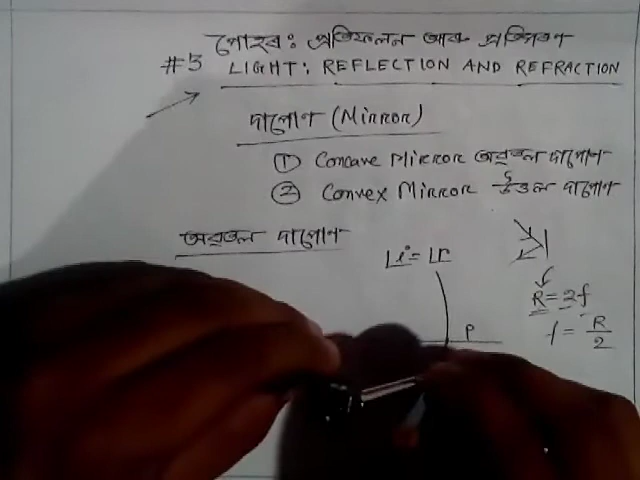 পোহৰ: প্ৰতিফলন আৰু প্ৰতিসৰণ
#5 LIGHT: REFLECTION AND REFRACTION
দাপোণ (Mirror)
① Concave Mirror অৱতল দাপোণ
② Convex Mirror উত্তল দাপোণ
অৱতল দাপোণ
∠i = ∠r
R = 2f
P
f = R/2